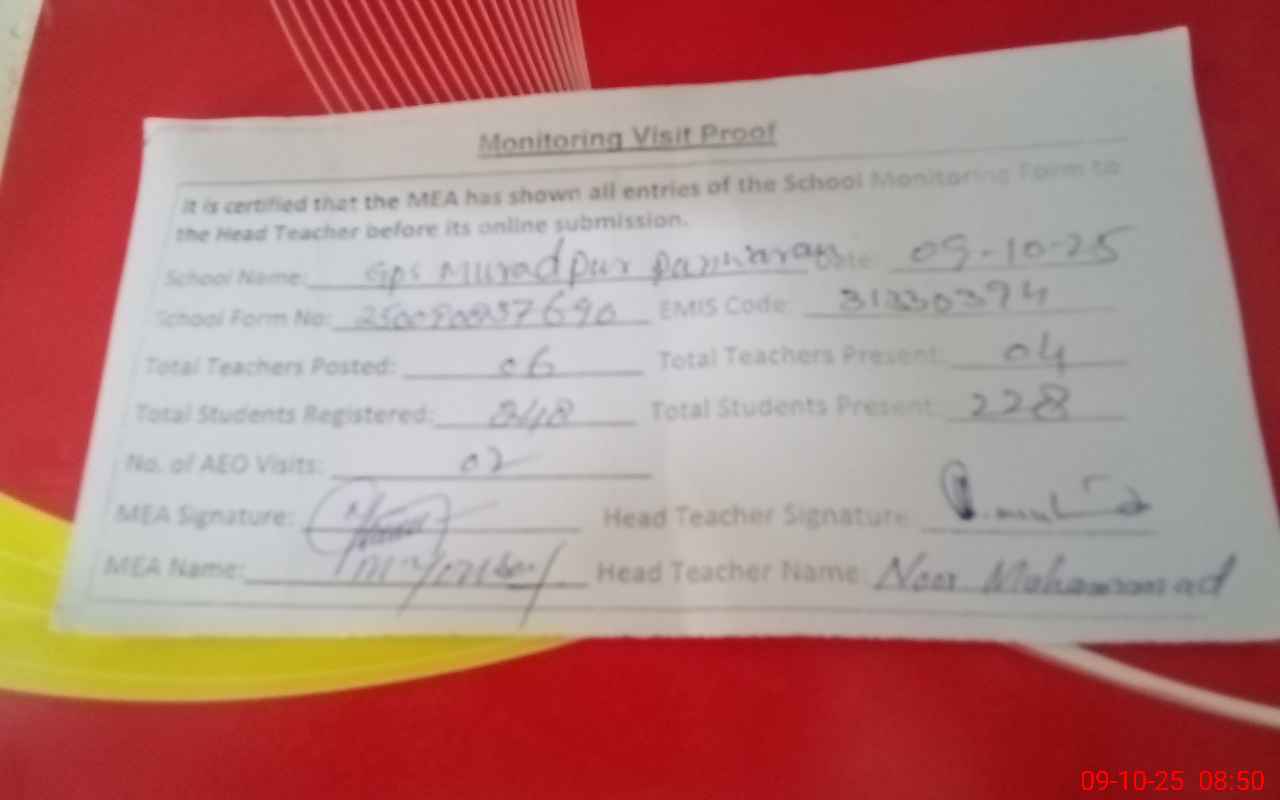 Monitoring Visit Proof
It is certified that the MEA has shown all entries of the School Monitoring Form to
the Head Teacher before its online submission.
School Name: Gps Muradpur Date: 09-10-25
School Form No: EMIS Code: 31330394
Total Teachers Posted: 06 Total Teachers Present: 04
Total Students Registered: 248 Total Students Present: 228
No. of AEO Visits: 02
MEA Signature: Head Teacher Signature:
MEA Name: Head Teacher Name: Noor Mohammad
09-10-25 08:50